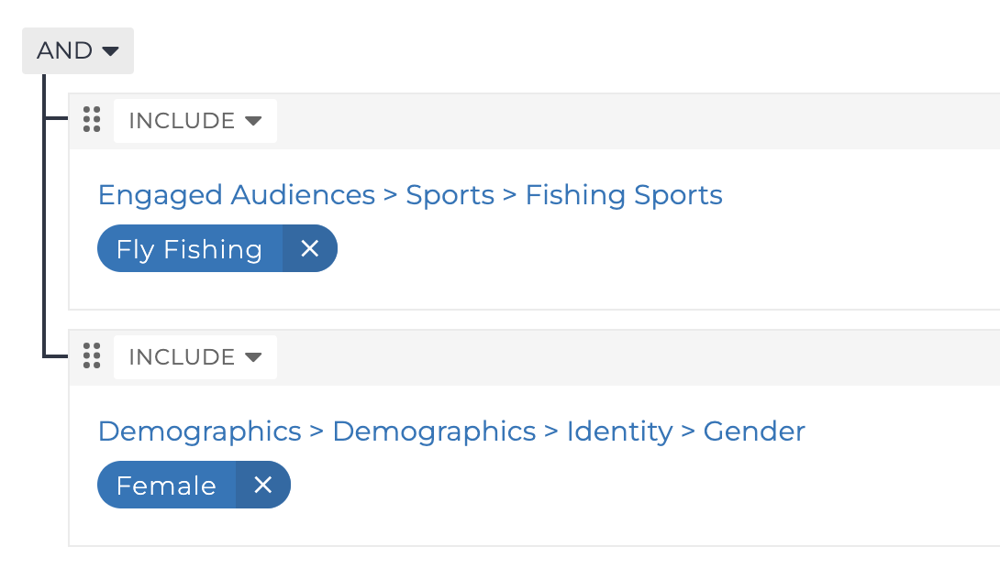 AND
INCLUDE
Engaged Audiences > Sports > Fishing Sports
Fly Fishing
INCLUDE
Demographics > Demographics > Identity > Gender
Female